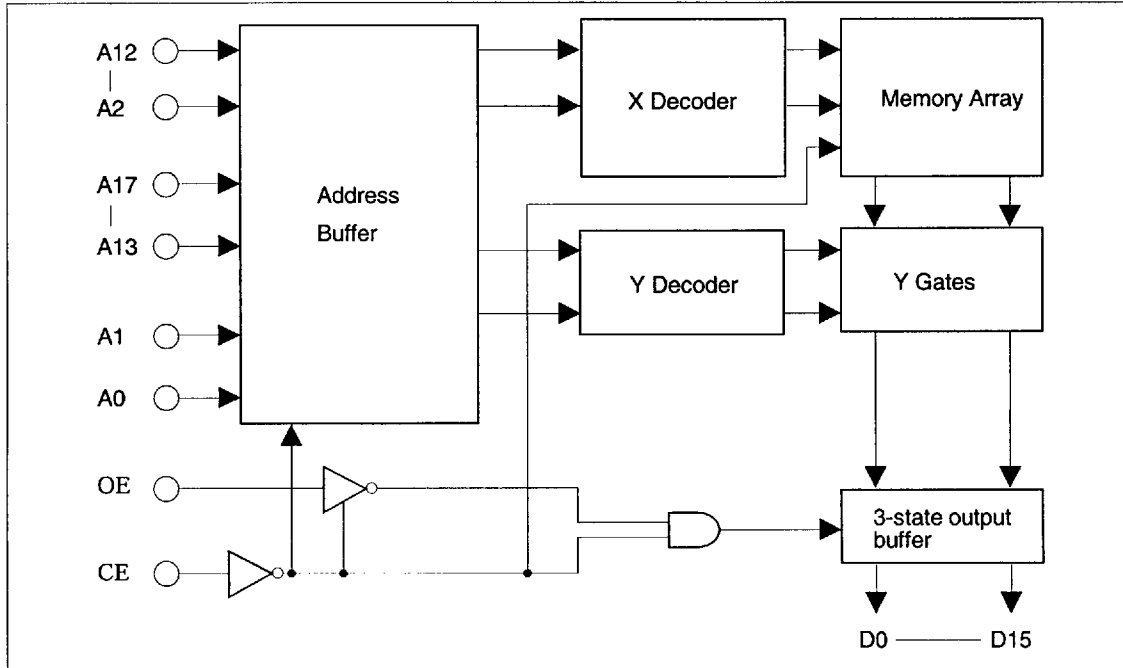 A12
A2
A17
A13
A1
A0
OE
CE
Address
Buffer
X Decoder
Y Decoder
Memory Array
Y Gates
3-state output
buffer
D0
D15